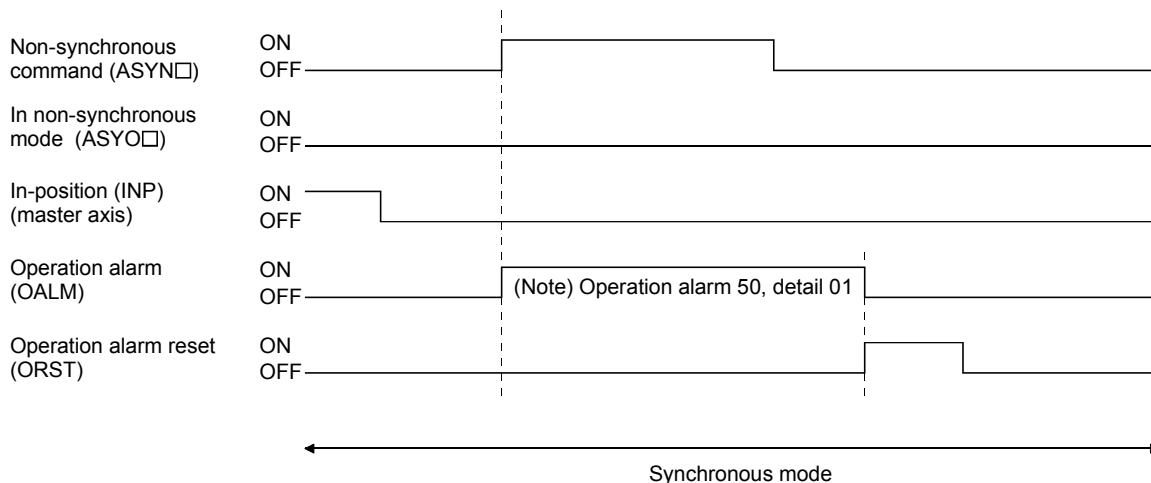 Non-synchronous
command (ASYN□)
ON
OFF
In non-synchronous
mode (ASYO□)
ON
OFF
In-position (INP)
(master axis)
ON
OFF
Operation alarm
(OALM)
ON
OFF
(Note) Operation alarm 50, detail 01
Operation alarm reset
(ORST)
ON
OFF
Synchronous mode